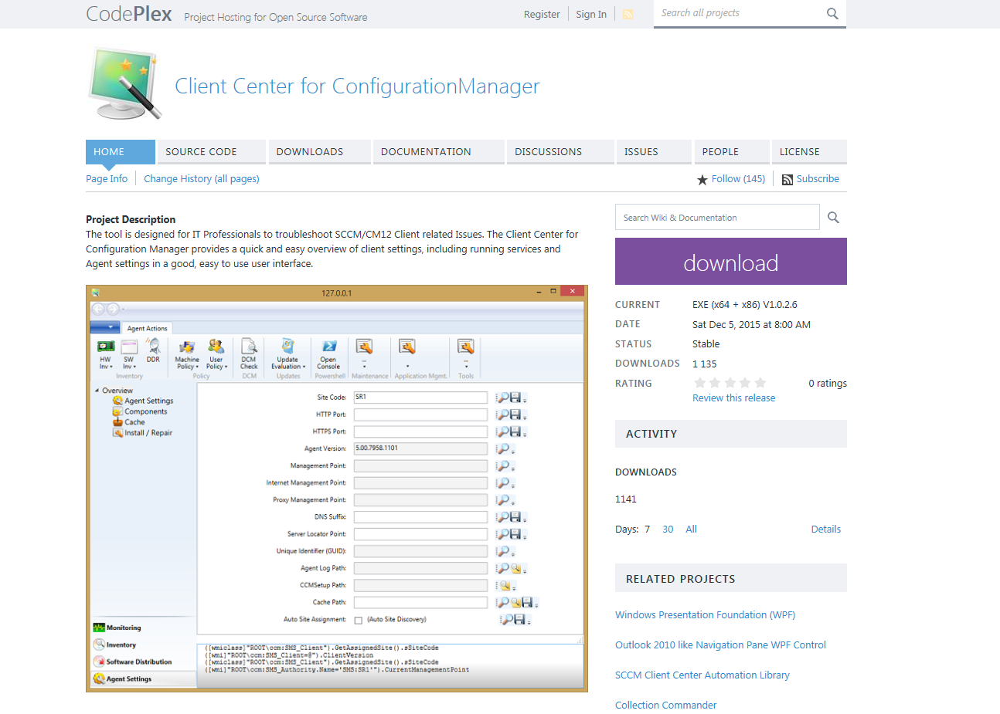 CodePlex Project Hosting for Open Source Software
Register
Sign In
Search all projects
Client Center for ConfigurationManager
HOME
SOURCE CODE
DOWNLOADS
DOCUMENTATION
DISCUSSIONS
ISSUES
PEOPLE
LICENSE
Page Info
Change History (all pages)
Follow (145)
Subscribe
Project Description
The tool is designed for IT Professionals to troubleshoot SCCM/CM12 Client related Issues. The Client Center for
Configuration Manager provides a quick and easy overview of client settings, including running services and
Agent settings in a good, easy to use user interface.
127.0.0.1
Agent Actions
HW Inv
SW Inv
DDR
Inventory
Machine Policy
User Policy
Policy
DCM Check
DCM
Update Evaluation
Updates
Open Console
Powershell
...
Maintenance
Application Mgmt.
...
Tools
Overview
Agent Settings
Components
Cache
Install / Repair
Site Code: SR1
HTTP Port:
HTTPS Port:
Agent Version: 5.00.7958.1101
Management Point:
Internet Management Point:
Proxy Management Point:
DNS Suffix:
Server Locator Point:
Unique Identifier (GUID):
Agent Log Path:
CCMSetup Path:
Cache Path:
Auto Site Assignment: (Auto Site Discovery)
Monitoring
Inventory
Software Distribution
Agent Settings
([wmiclass]"ROOT\ccm:SMS_Client").GetAssignedSite().sSiteCode
([wmi]"ROOT\ccm:SMS_Client=@").ClientVersion
([wmiclass]"ROOT\ccm:SMS_Client").GetAssignedSite().sSiteCode
([wmi]"ROOT\ccm:SMS_Authority.Name='SMS:SR1'").CurrentManagementPoint
Search Wiki & Documentation
download
CURRENT EXE (x64 + x86) V1.0.2.6
DATE Sat Dec 5, 2015 at 8:00 AM
STATUS Stable
DOWNLOADS 1 135
RATING 0 ratings
Review this release
ACTIVITY
DOWNLOADS
1141
Days: 7 30 All Details
RELATED PROJECTS
Windows Presentation Foundation (WPF)
Outlook 2010 like Navigation Pane WPF Control
SCCM Client Center Automation Library
Collection Commander